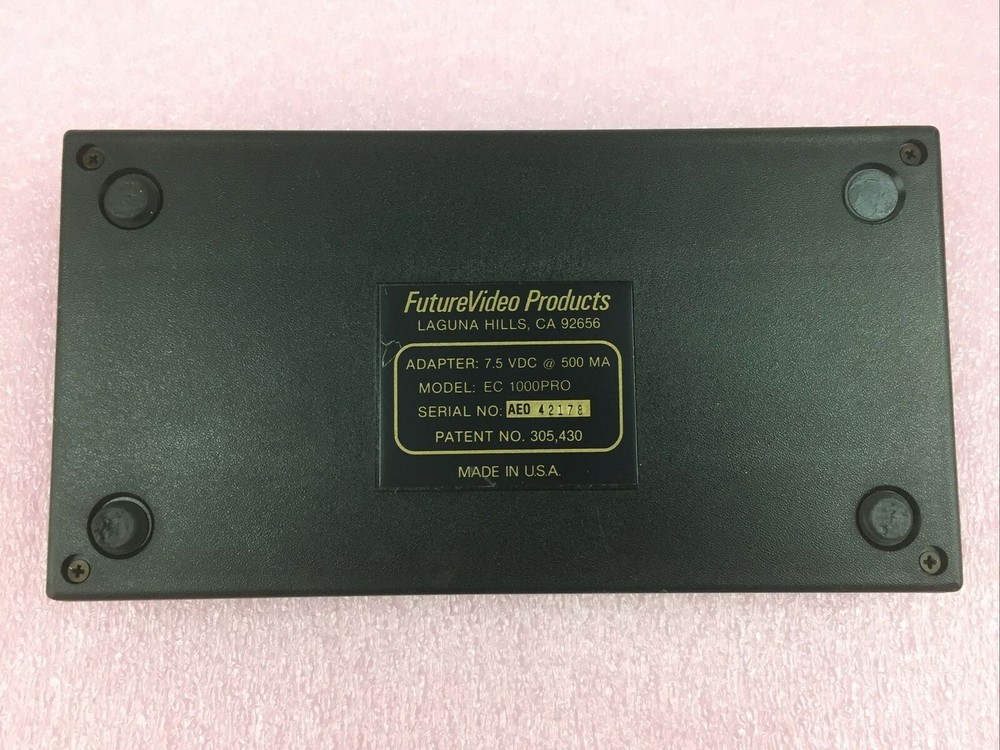 FutureVideo Products
LAGUNA HILLS, CA 92656
ADAPTER: 7.5 VDC @ 500 MA
MODEL: EC 1000PRO
SERIAL NO: AEO 42178
PATENT NO. 305,430
MADE IN U.S.A.